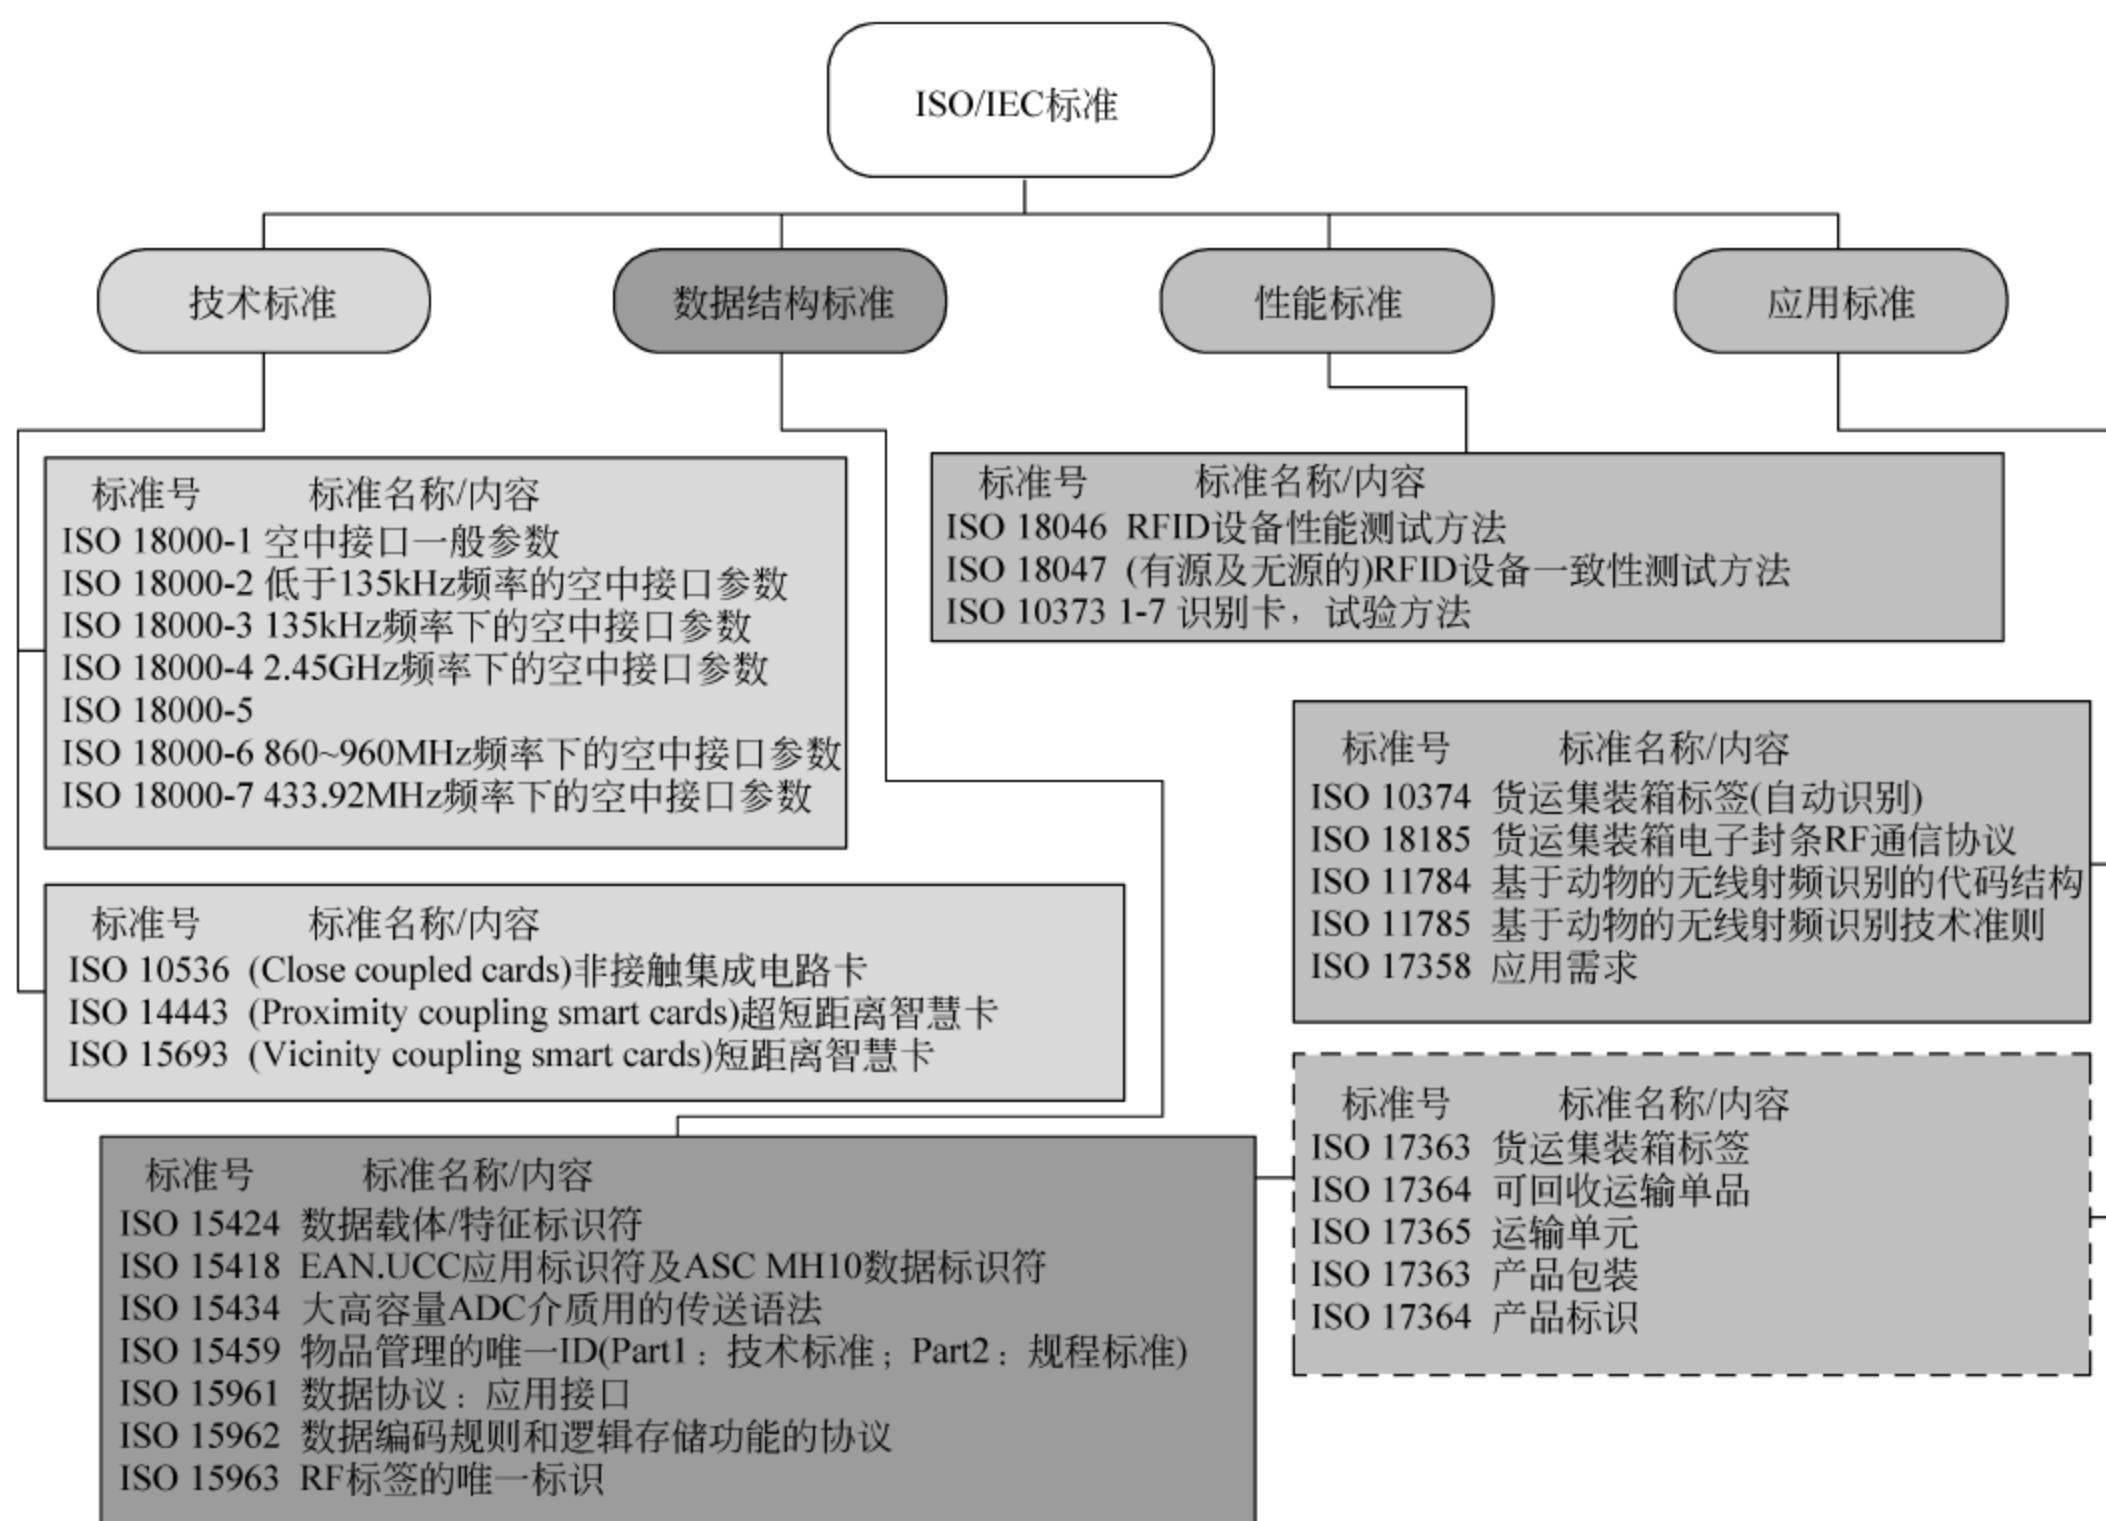 ISO/IEC标准
技术标准
数据结构标准
性能标准
应用标准
标准号 标准名称/内容
ISO 18000-1 空中接口一般参数
ISO 18000-2 低于135kHz频率的空中接口参数
ISO 18000-3 135kHz频率下的空中接口参数
ISO 18000-4 2.45GHz频率下的空中接口参数
ISO 18000-5
ISO 18000-6 860~960MHz频率下的空中接口参数
ISO 18000-7 433.92MHz频率下的空中接口参数
标准号 标准名称/内容
ISO 18046 RFID设备性能测试方法
ISO 18047 (有源及无源的)RFID设备一致性测试方法
ISO 10373 1-7 识别卡，试验方法
标准号 标准名称/内容
ISO 10374 货运集装箱标签(自动识别)
ISO 18185 货运集装箱电子封条RF通信协议
ISO 11784 基于动物的无线射频识别的代码结构
ISO 11785 基于动物的无线射频识别技术准则
ISO 17358 应用需求
标准号 标准名称/内容
ISO 10536 (Close coupled cards)非接触集成电路卡
ISO 14443 (Proximity coupling smart cards)超短距离智慧卡
ISO 15693 (Vicinity coupling smart cards)短距离智慧卡
标准号 标准名称/内容
ISO 17363 货运集装箱标签
ISO 17364 可回收运输单品
ISO 17365 运输单元
ISO 17363 产品包装
ISO 17364 产品标识
标准号 标准名称/内容
ISO 15424 数据载体/特征标识符
ISO 15418 EAN.UCC应用标识符及ASC MH10数据标识符
ISO 15434 大高容量ADC介质用的传送语法
ISO 15459 物品管理的唯一ID(Part1：技术标准；Part2：规程标准)
ISO 15961 数据协议：应用接口
ISO 15962 数据编码规则和逻辑存储功能的协议
ISO 15963 RF标签的唯一标识